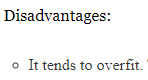 Disadvantages:
It tends to overfit.